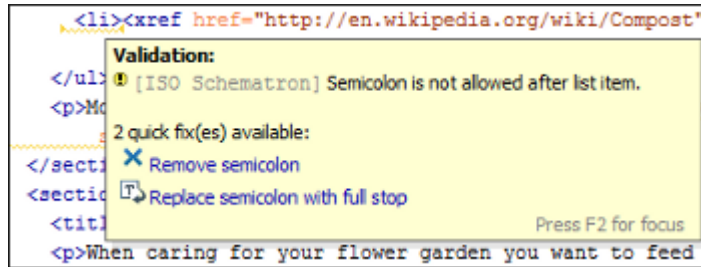 <li><xref href="http://en.wikipedia.org/wiki/Compost"
Validation:
[ISO Schematron] Semicolon is not allowed after list item.
</ul>
<p>Mo
2 quick fix(es) available:
</secti
Remove semicolon
<sectio
Replace semicolon with full stop
<titl
Press F2 for focus
<p>When caring for your flower garden you want to feed